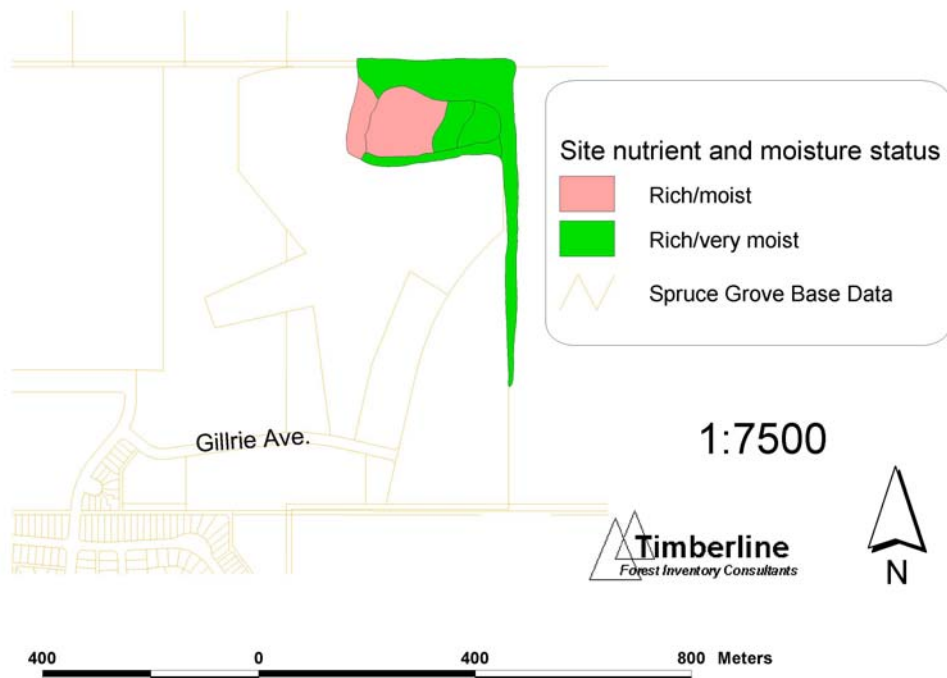 Site nutrient and moisture status
Rich/moist
Rich/very moist
Spruce Grove Base Data
Gillrie Ave.
1:7500
Timberline
Forest Inventory Consultants
N
400 0 400 800 Meters